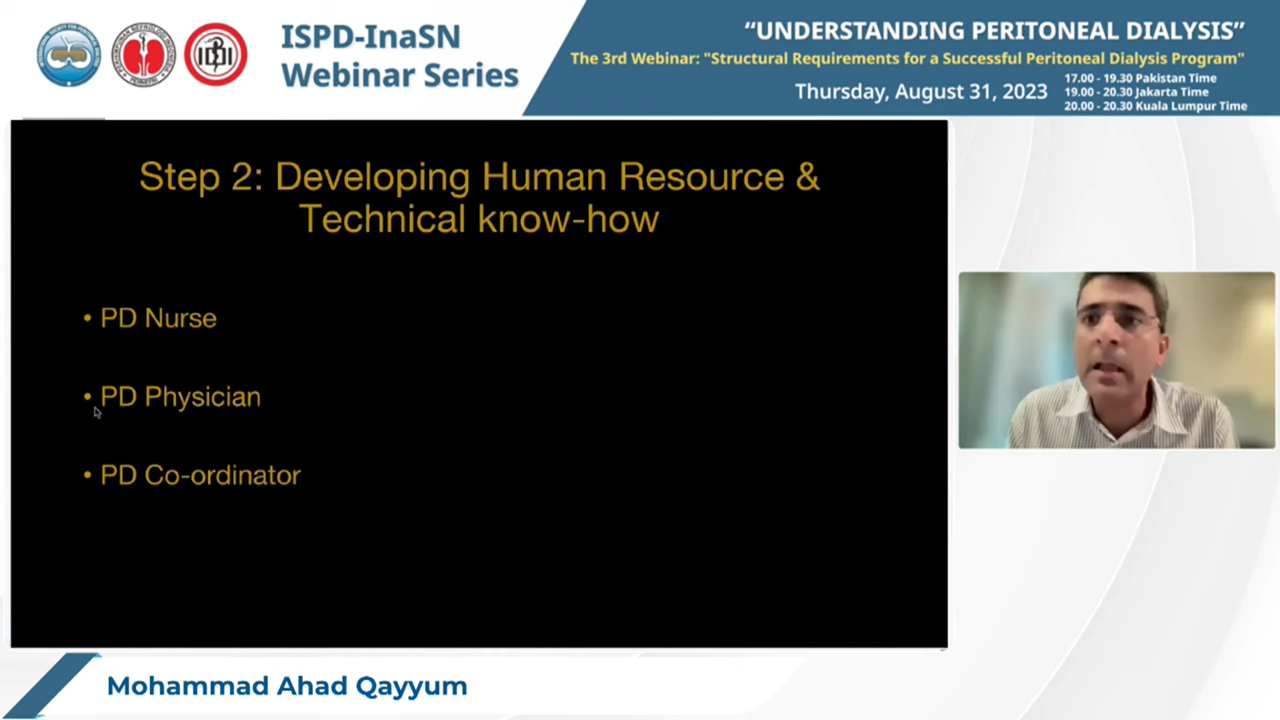 ISPD-InaSN
Webinar Series
“UNDERSTANDING PERITONEAL DIALYSIS”
The 3rd Webinar: "Structural Requirements for a Successful Peritoneal Dialysis Program"
Thursday, August 31, 2023
17.00 - 19.30 Pakistan Time
19.00 - 20.30 Jakarta Time
20.00 - 20.30 Kuala Lumpur Time
Step 2: Developing Human Resource &
Technical know-how
• PD Nurse
• PD Physician
• PD Co-ordinator
Mohammad Ahad Qayyum